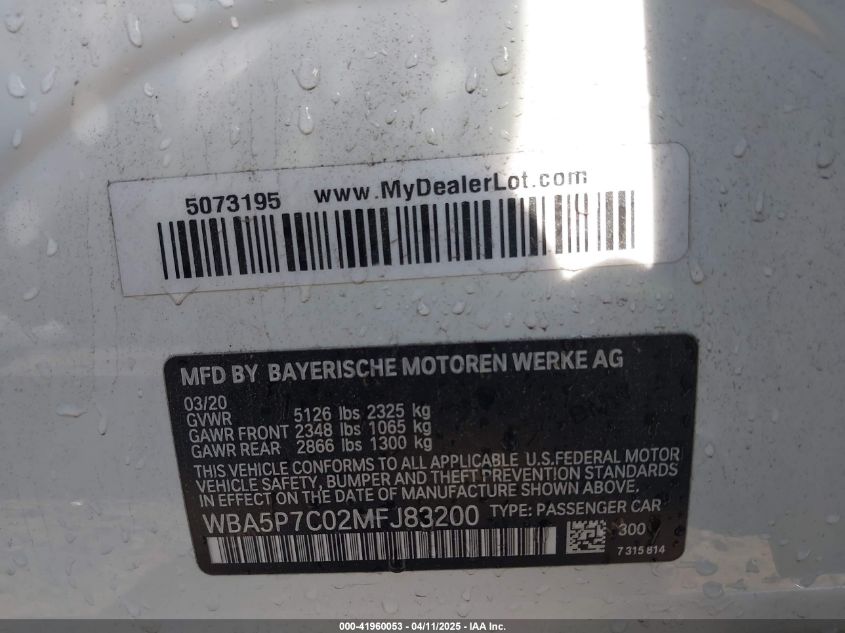 5073195 www.MyDealerLot.com
MFD BY BAYERISCHE MOTOREN WERKE AG
03/20
GVWR 5126 lbs 2325 kg
GAWR FRONT 2348 lbs 1065 kg
GAWR REAR 2866 lbs 1300 kg
THIS VEHICLE CONFORMS TO ALL APPLICABLE U.S.FEDERAL MOTOR
VEHICLE SAFETY, BUMPER AND THEFT PREVENTION STANDARDS
IN EFFECT ON THE DATE OF MANUFACTURE SHOWN ABOVE.
WBA5P7C02MFJ83200 TYPE: PASSENGER CAR
300
7 315 814
000-41960053 - 04/11/2025 - IAA Inc.